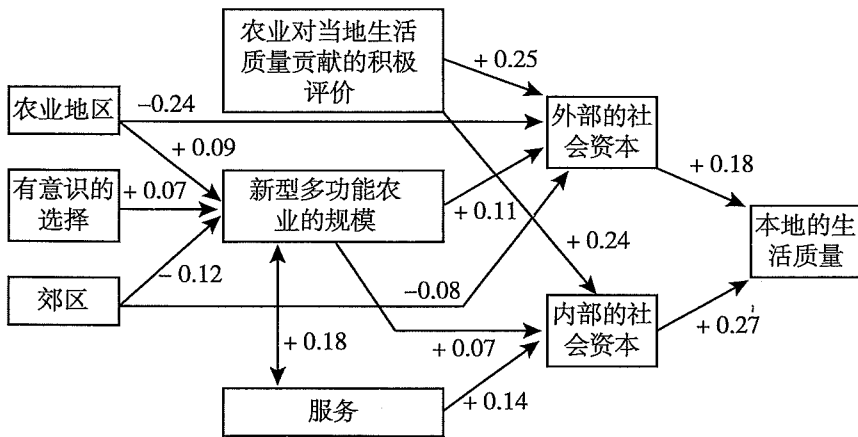 农业对当地生活
质量贡献的积极
评价
+ 0.25
农业地区
−0.24
外部的社
会资本
+ 0.09
+ 0.18
有意识的
选择
+ 0.07
新型多功能农
业的规模
+ 0.11
本地的生
活质量
− 0.12
+ 0.24
郊区
−0.08
内部的社
会资本
+ 0.27
+ 0.18
+ 0.07
服务
+ 0.14